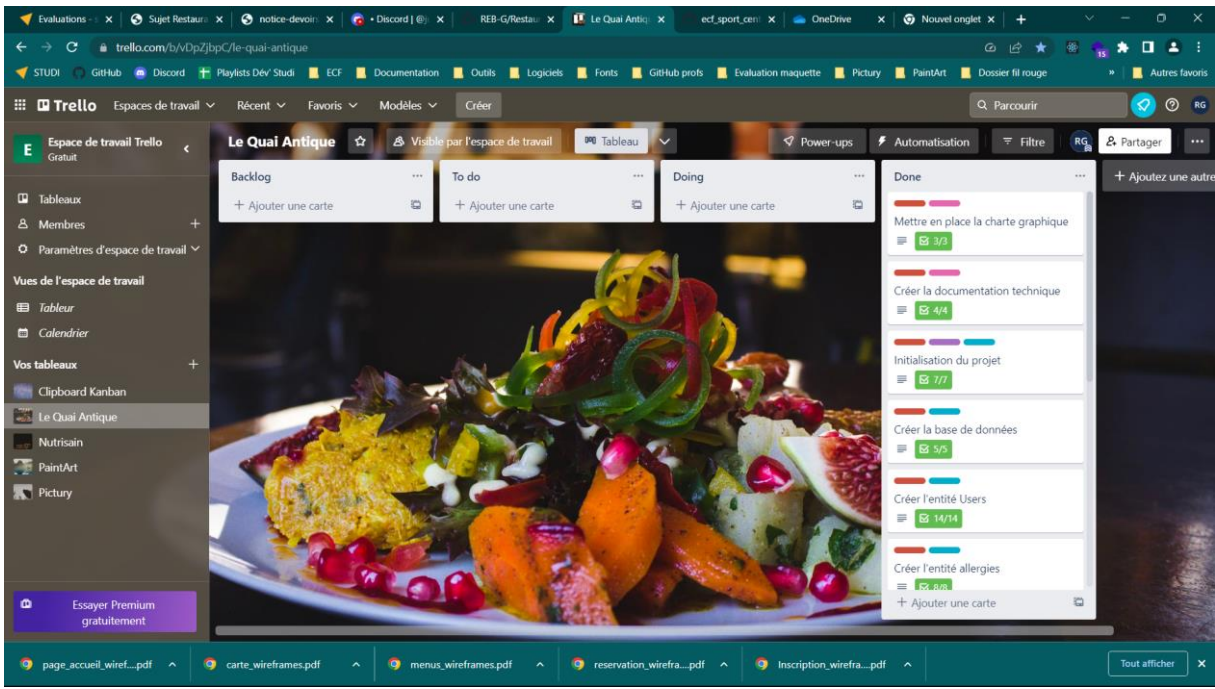 Evaluations - S
Sujet Restaura
notice-devoir
• Discord | @
REB-G/Restau
Le Quai Antiq
ecf_sport_cent
OneDrive
Nouvel onglet
trello.com/b/vDpZjbpC/le-quai-antique
15
STUDI
GitHub
Discord
Playlists Dév' Studi
ECF
Documentation
Outils
Logiciels
Fonts
GitHub profs
Evaluation maquette
Pictury
PaintArt
Dossier fil rouge
»
Autres favoris
Trello
Espaces de travail
Récent
Favoris
Modèles
Créer
Parcourir
RG
E
Espace de travail Trello
Gratuit
Tableaux
Membres
Paramètres d'espace de travail
Vues de l'espace de travail
Tableur
Calendrier
Vos tableaux
Clipboard Kanban
Le Quai Antique
Nutrisain
PaintArt
Pictury
Essayer Premium
gratuitement
Le Quai Antique
Visible par l'espace de travail
Tableau
Power-ups
Automatisation
Filtre
RG
Partager
Backlog
+ Ajouter une carte
To do
+ Ajouter une carte
Doing
+ Ajouter une carte
Done
Mettre en place la charte graphique
3/3
Créer la documentation technique
4/4
Initialisation du projet
7/7
Créer la base de données
5/5
Créer l'entité Users
14/14
Créer l'entité allergies
8/8
+ Ajouter une carte
+ Ajoutez une autre
page_accueil_wiref....pdf
carte_wireframes.pdf
menus_wireframes.pdf
reservation_wirefra....pdf
Inscription_wirefra....pdf
Tout afficher